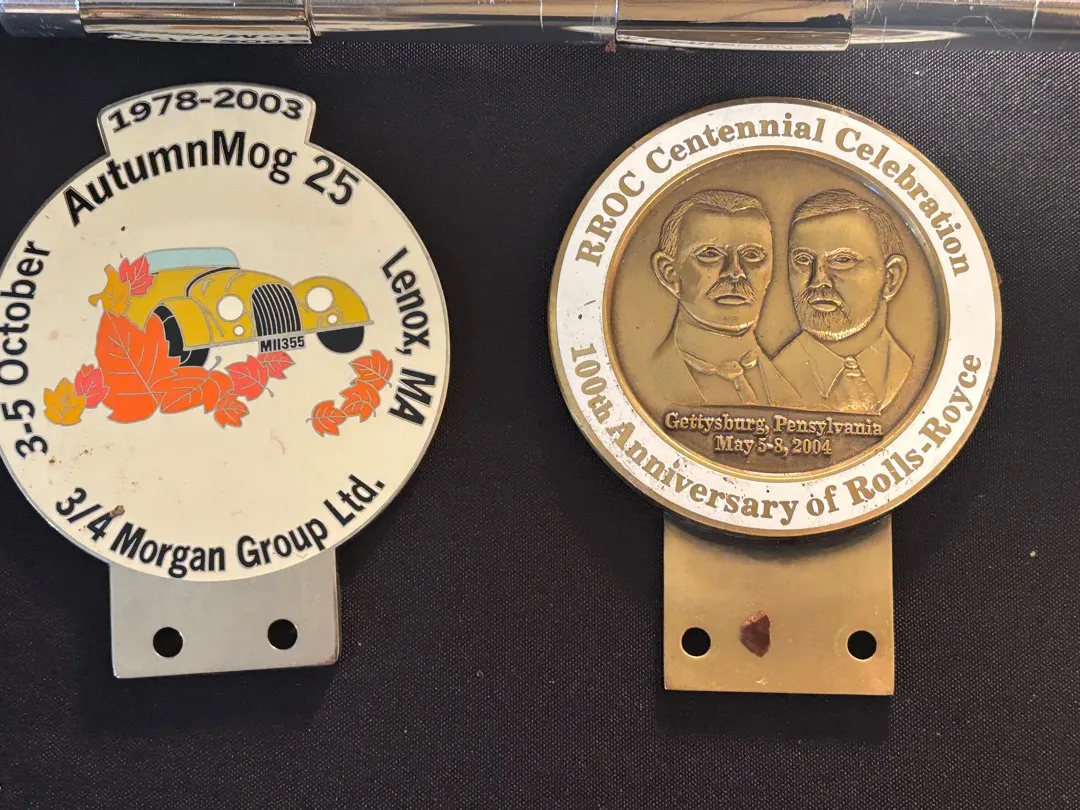 1978-2003
AutumnMog 25
3-5 October
Lenox, MA
MII355
3/4 Morgan Group Ltd.
RROC Centennial Celebration
Gettysburg, Pensylvania
May 5-8, 2004
100th Anniversary of Rolls-Royce